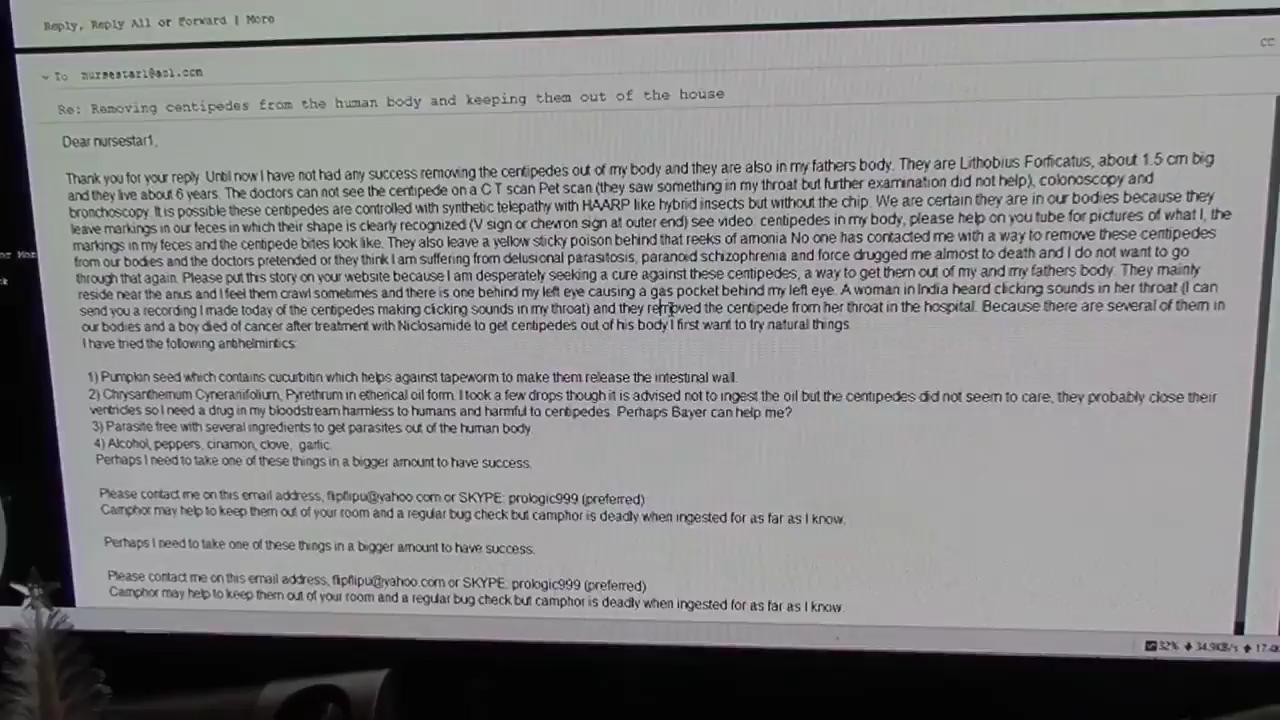 Reply, Reply All or Forward | More
CC
To nursestar1@aol.com
Re: Removing centipedes from the human body and keeping them out of the house
Dear nursestar1,
Thank you for your reply. Until now I have not had any success removing the centipedes out of my body and they are also in my fathers body. They are Lithobius Forficatus, about 1.5 cm big
and they live about 6 years. The doctors can not see the centipede on a C T scan Pet scan (they saw something in my throat but further examination did not help), colonoscopy and
bronchoscopy. It is possible these centipedes are controlled with synthetic telepathy with HAARP like hybrid insects but without the chip. We are certain they are in our bodies because they
leave markings in our feces in which their shape is clearly recognized (V sign or chevron sign at outer end) see video: centipedes in my body, please help on you tube for pictures of what I, the
markings in my feces and the centipede bites look like. They also leave a yellow sticky poison behind that reeks of amonia No one has contacted me with a way to remove these centipedes
from our bodies and the doctors pretended or they think I am suffering from delusional parasitosis, paranoid schizophrenia and force drugged me almost to death and I do not want to go
through that again. Please put this story on your website because I am desperately seeking a cure against these centipedes, a way to get them out of my and my fathers body. They mainly
reside near the anus and I feel them crawl sometimes and there is one behind my left eye causing a gas pocket behind my left eye. A woman in India heard clicking sounds in her throat (I can
send you a recording I made today of the centipedes making clicking sounds in my throat) and they removed the centipede from her throat in the hospital. Because there are several of them in
our bodies and a boy died of cancer after treatment with Niclosamide to get centipedes out of his body I first want to try natural things.
I have tried the following antihelmintics:
1) Pumpkin seed which contains cucurbitin which helps against tapeworm to make them release the intestinal wall.
2) Chrysanthemum Cyneranifolium, Pyrethrum in etherical oil form. I took a few drops though it is advised not to ingest the oil but the centipedes did not seem to care, they probably close their
ventricles so I need a drug in my bloodstream harmless to humans and harmful to centipedes. Perhaps Bayer can help me?
3) Parasite free with several ingredients to get parasites out of the human body.
4) Alcohol, peppers, cinamon, clove, garlic.
Perhaps I need to take one of these things in a bigger amount to have success.
Please contact me on this email address, flipflipu@yahoo.com or SKYPE: prologic999 (preferred)
Camphor may help to keep them out of your room and a regular bug check but camphor is deadly when ingested for as far as I know.
Perhaps I need to take one of these things in a bigger amount to have success.
Please contact me on this email address, flipflipu@yahoo.com or SKYPE: prologic999 (preferred)
Camphor may help to keep them out of your room and a regular bug check but camphor is deadly when ingested for as far as I know.
32% 34.9KB/s